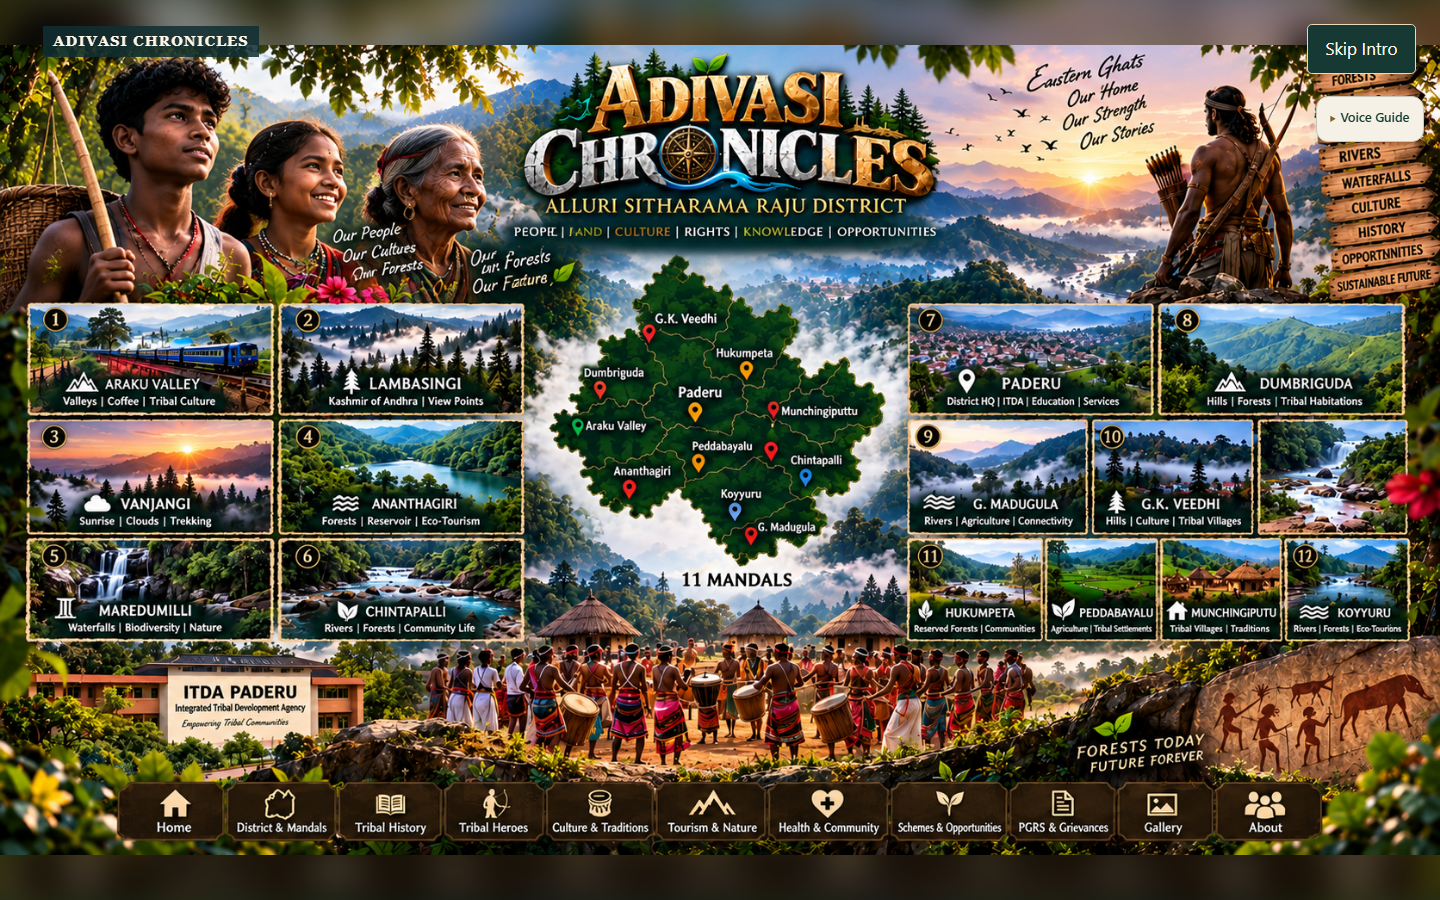 ADIVASI CHRONICLES
Skip Intro
Voice Guide
ADIVASI
CHRONICLES
ALLURI SITHARAMA RAJU DISTRICT
PEOPLE | LAND | CULTURE | RIGHTS | KNOWLEDGE | OPPORTUNITIES
Our People
Our Cultures
Our Forests
Our
Forests
Our
Eastern Ghats
Our Home
Our Strength
Our Stories
FORESTS
RIVERS
WATERFALLS
CULTURE
HISTORY
OPPORTNNITIES
SUSTAINABLE FUTURE
1
ARAKU VALLEY
Valleys | Coffee | Tribal Culture
2
LAMBASINGI
Kashmir of Andhra | View Points
3
VANJANGI
Sunrise | Clouds | Trekking
4
ANANTHAGIRI
Forests | Reservoir | Eco-Tourism
5
MAREDUMILLI
Waterfalls | Biodiversity | Nature
6
CHINTAPALLI
Rivers | Forests | Community Life
G.K. Veedhi
Hukumpeta
Dumbriguda
Paderu
Munchingiputtu
Araku Valley
Peddabayalu
Chintapalli
Ananthagiri
Koyyuru
G. Madugula
11 MANDALS
7
PADERU
District HQ | ITDA | Education | Services
8
DUMBRIGUDA
Hills | Forests | Tribal Habitations
9
G. MADUGULA
Rivers | Agriculture | Connectivity
10
G.K. VEEDHI
Hills | Culture | Tribal Villages
11
HUKUMPETA
Reserved Forests | Communities
PEDDABAYALU
Agriculture | Tribal Settlements
MUNCHINGIPUTU
Tribal Villages | Traditions
12
KOYYURU
Rivers | Forests | Eco-Tourions
ITDA PADERU
Integrated Tribal Development Agency
Empowering Tribal Communities
FORESTS TODAY
FUTURE FOREVER
Home
District & Mandals
Tribal History
Tribal Heroes
Culture & Traditions
Tourism & Nature
Health & Community
Schemes & Opportunities
PGRS & Grievances
Gallery
About